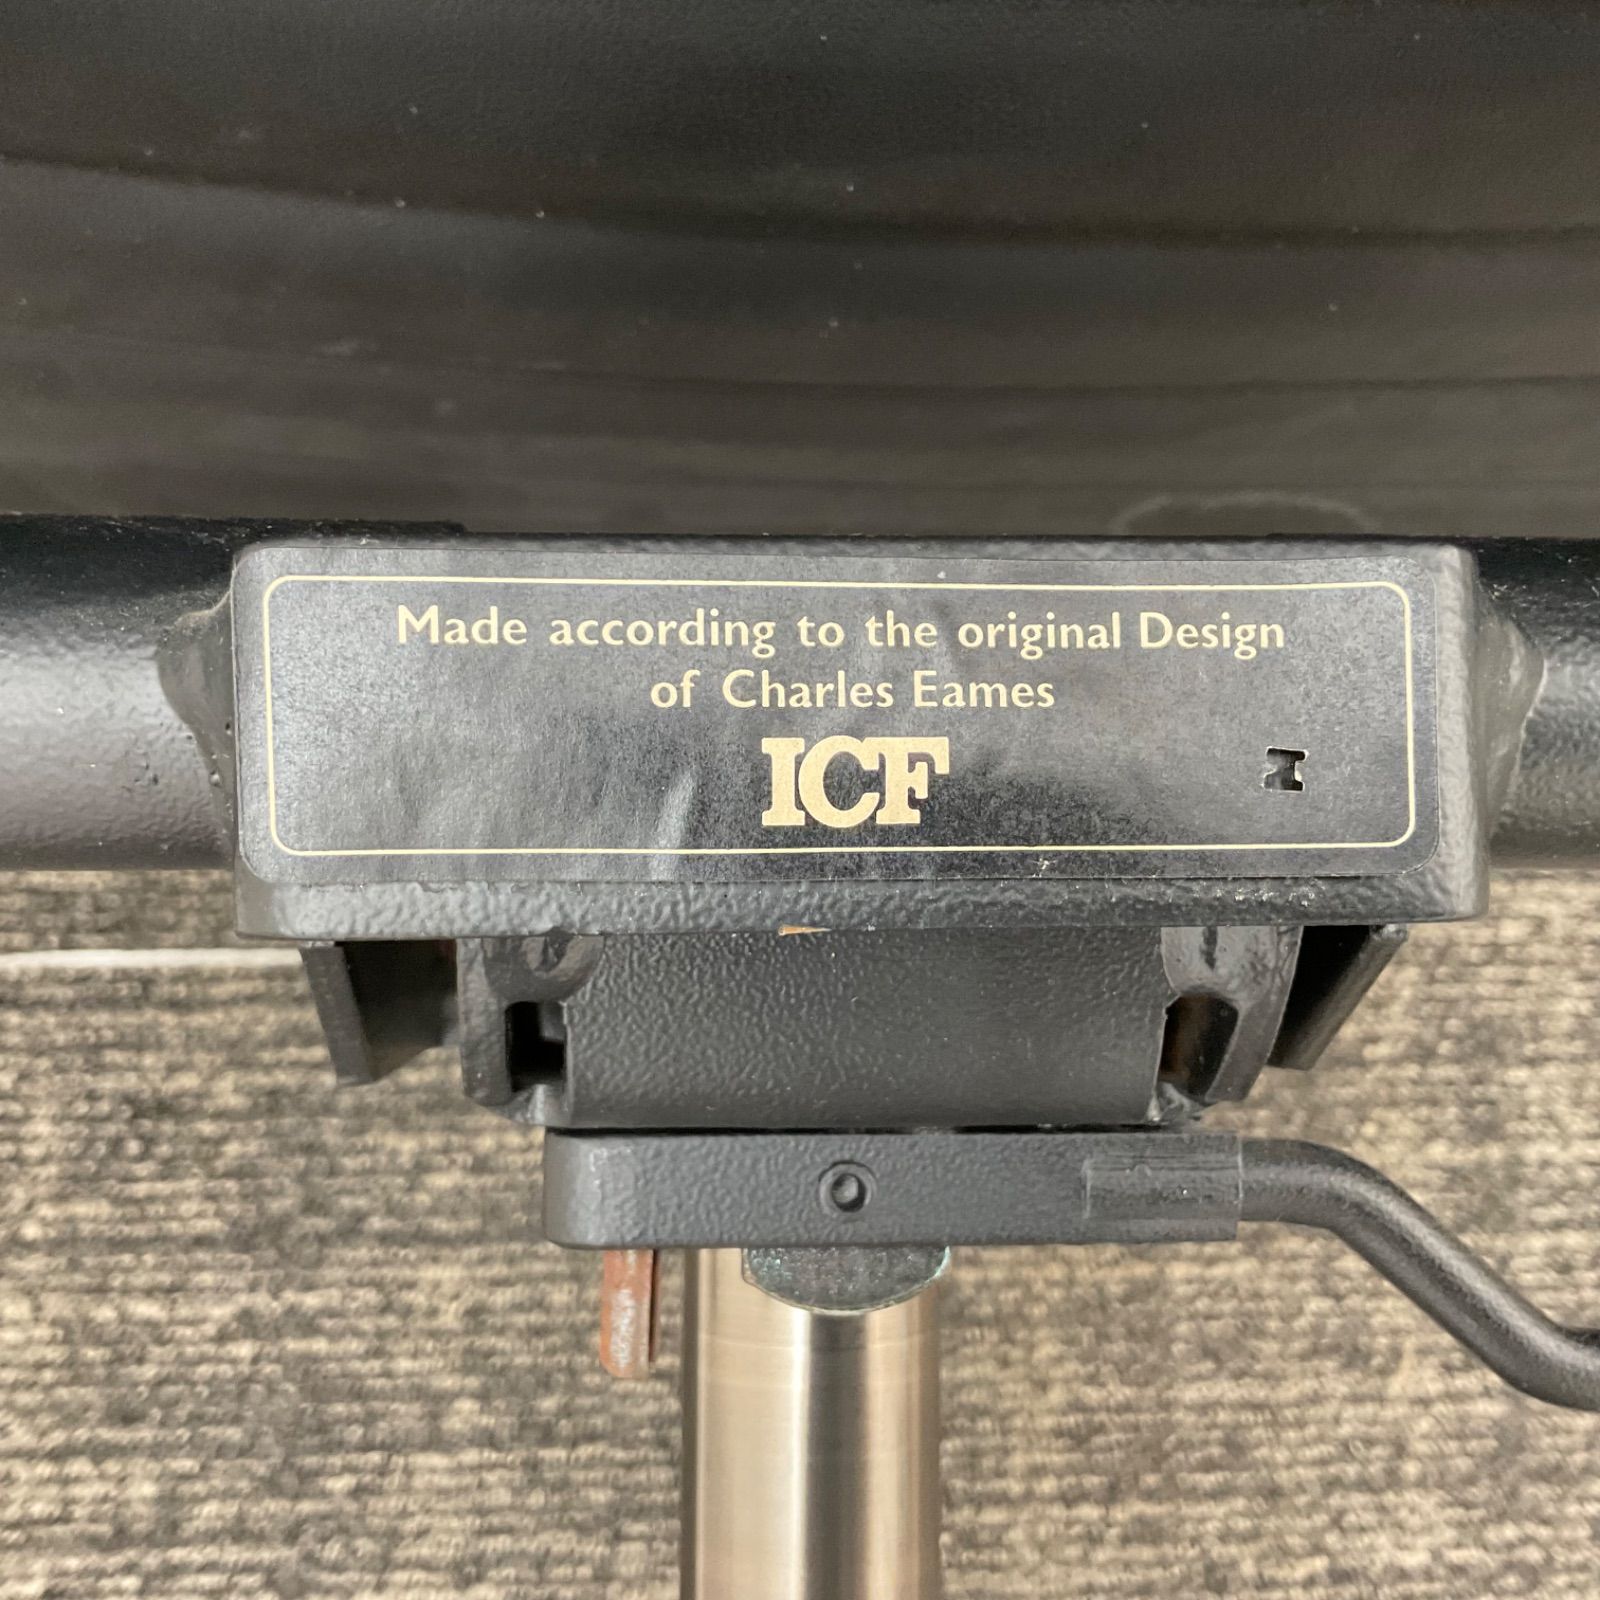 Made according to the original Design
of Charles Eames
ICF